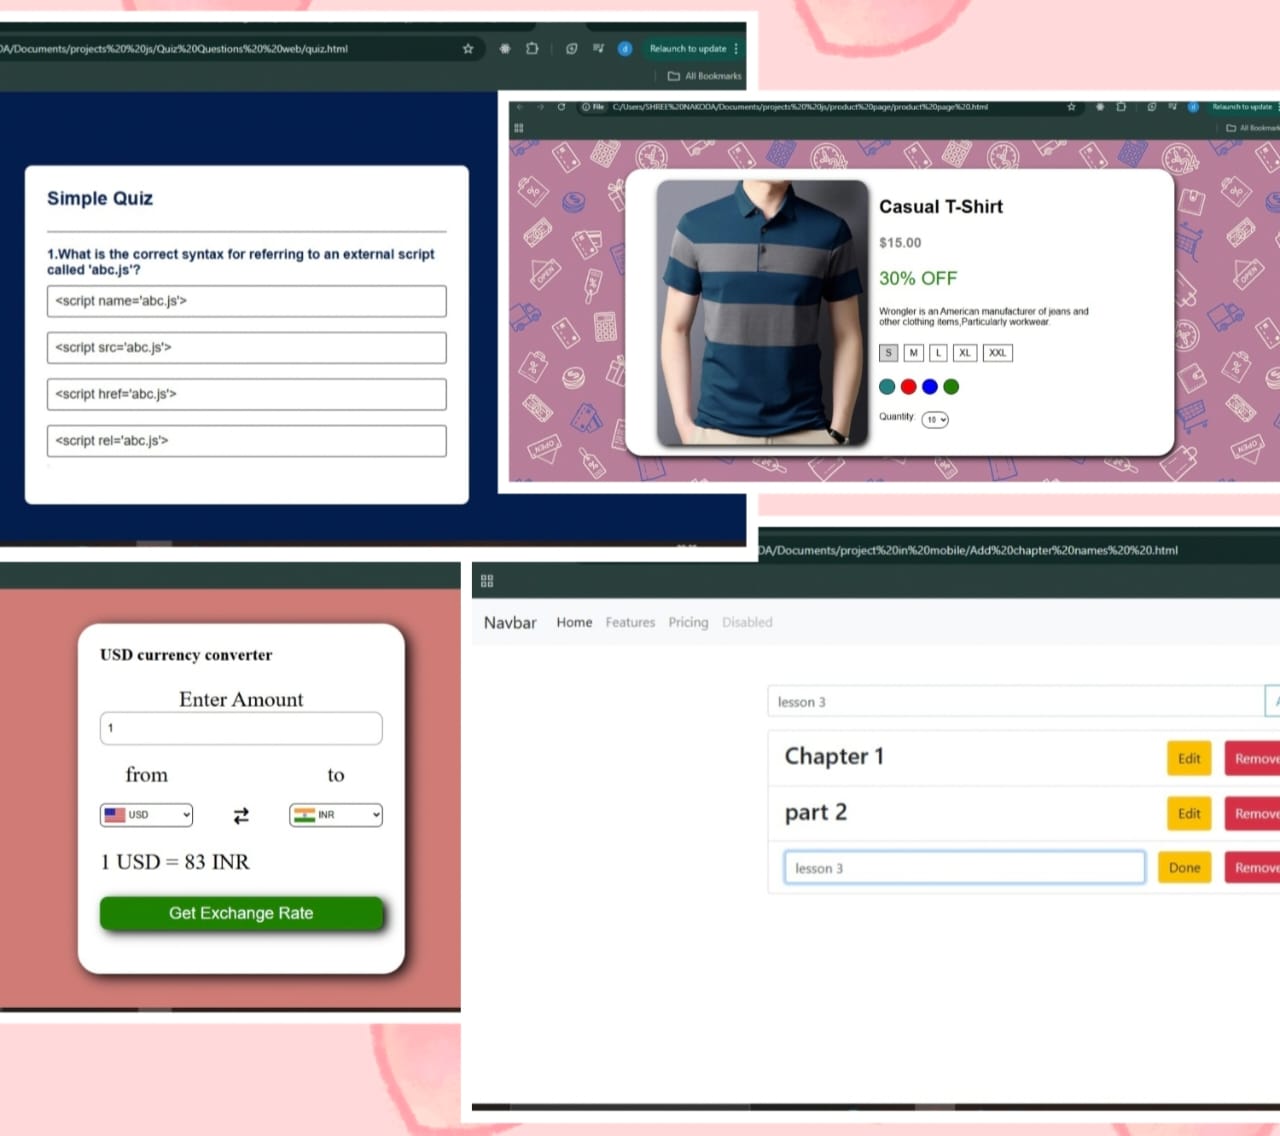 DA/Documents/projects%20%20js/Quiz%20Questions%20%20web/quiz.html
d
Relaunch to update
All Bookmarks
Simple Quiz
1.What is the correct syntax for referring to an external script
called 'abc.js'?
<script name='abc.js'>
<script src='abc.js'>
<script href='abc.js'>
<script rel='abc.js'>
File
C:/Users/SHREE%20NAKODA/Documents/projects%20%20js/product%20page/product%20page%20.html
Relaunch to update
All Bookmark
Casual T-Shirt
$15.00
30% OFF
Wrongler is an American manufacturer of jeans and
other clothing items,Particularly workwear.
S M L XL XXL
Quantity: 10
OPEN
OPEN
OPEN
OPEN
USD currency converter
Enter Amount
1
from to
USD INR
1 USD = 83 INR
Get Exchange Rate
DA/Documents/project%20in%20mobile/Add%20chapter%20names%20%20.html
Navbar Home Features Pricing Disabled
lesson 3
Chapter 1 Edit Remove
part 2 Edit Remove
lesson 3 Done Remove